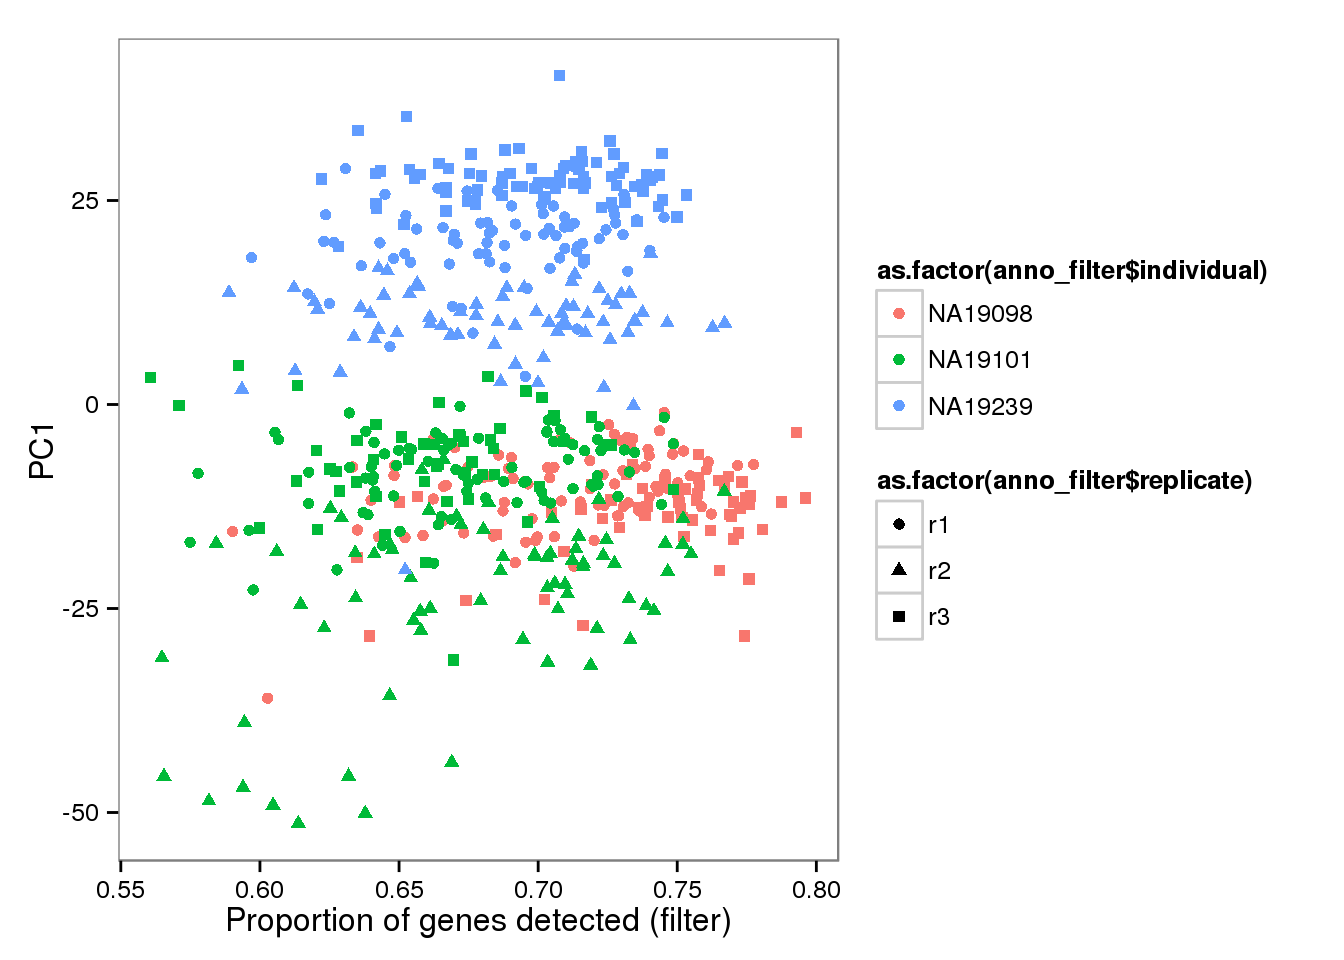 PC1
25
0
-25
-50
0.55 0.60 0.65 0.70 0.75 0.80
Proportion of genes detected (filter)
as.factor(anno_filter$individual)
NA19098
NA19101
NA19239
as.factor(anno_filter$replicate)
r1
r2
r3